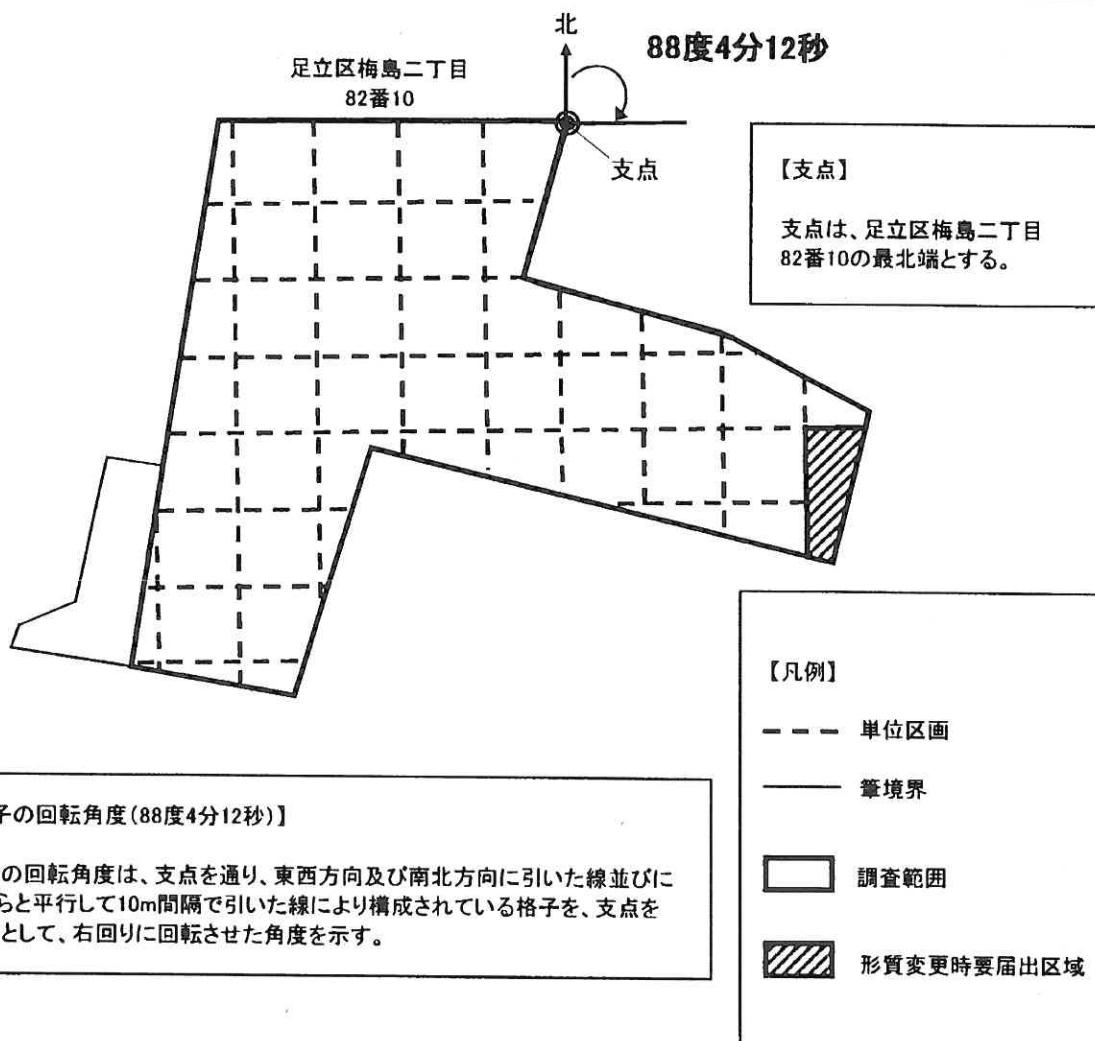 北
88度4分12秒
足立区梅島二丁目
82番10
支点
【支点】
支点は、足立区梅島二丁目
82番10の最北端とする。
【凡例】
単位区画
筆境界
調査範囲
形質変更時要届出区域
子の回転角度(88度4分12秒)】
の回転角度は、支点を通り、東西方向及び南北方向に引いた線並びに
らと平行して10m間隔で引いた線により構成されている格子を、支点を
として、右回りに回転させた角度を示す。